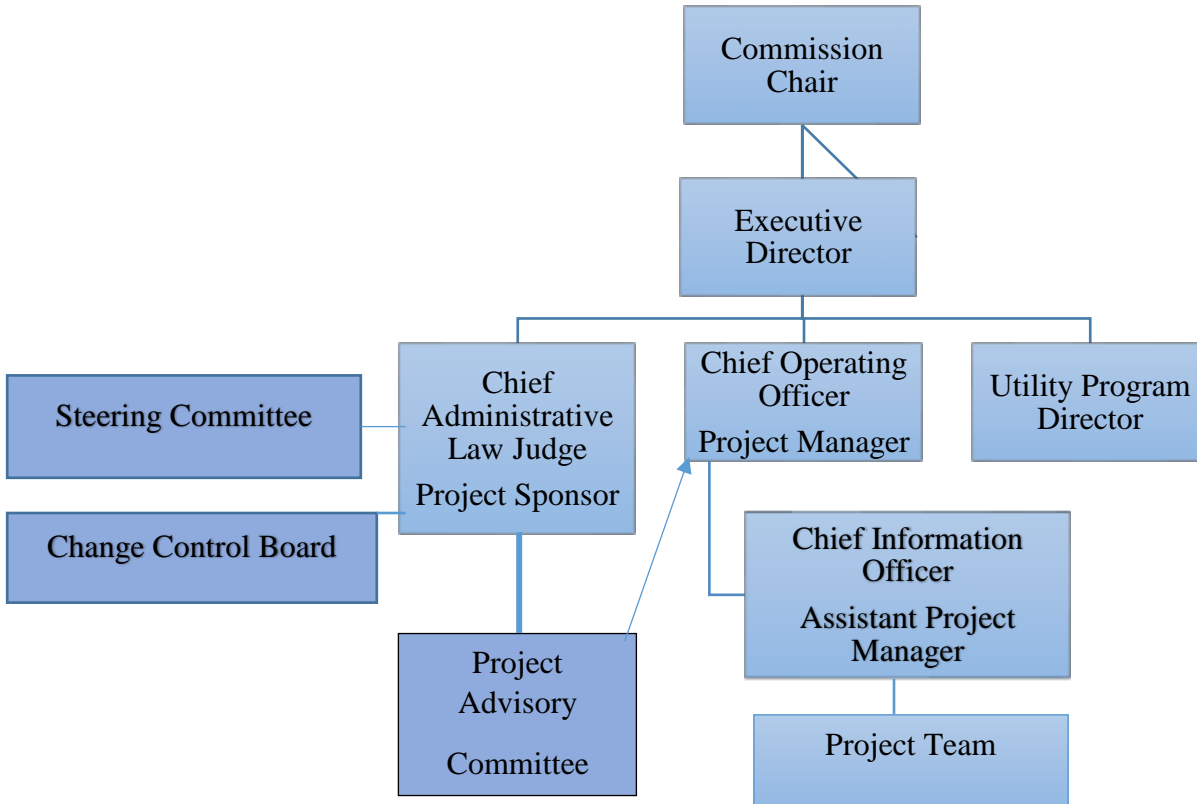 Commission
Chair
Executive
Director
Chief
Administrative
Law Judge
Project Sponsor
Chief Operating
Officer
Project Manager
Utility Program
Director
Steering Committee
Change Control Board
Chief Information
Officer
Assistant Project
Manager
Project
Advisory
Committee
Project Team